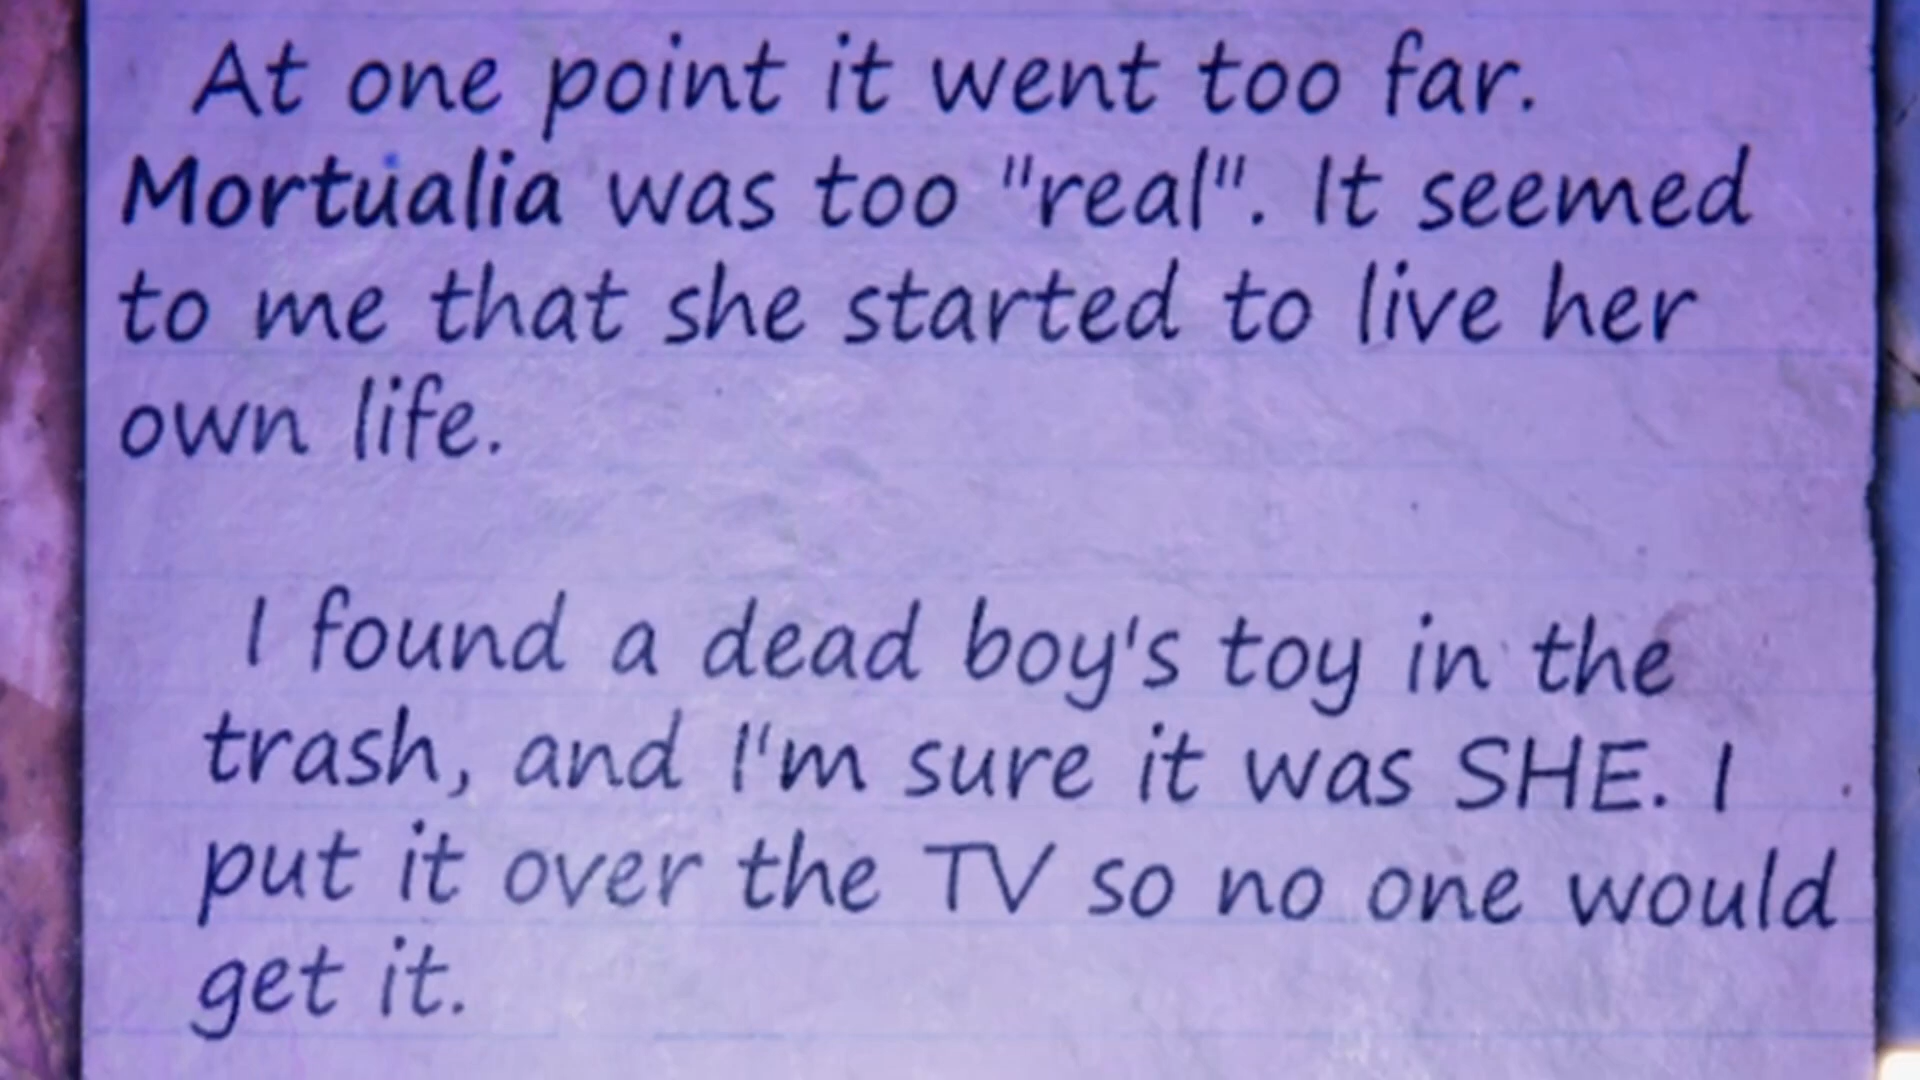 At one point it went too far.
Mortualia was too "real". It seemed
to me that she started to live her
own life.
I found a dead boy's toy in the
trash, and I'm sure it was SHE. I
put it over the TV so no one would
get it.